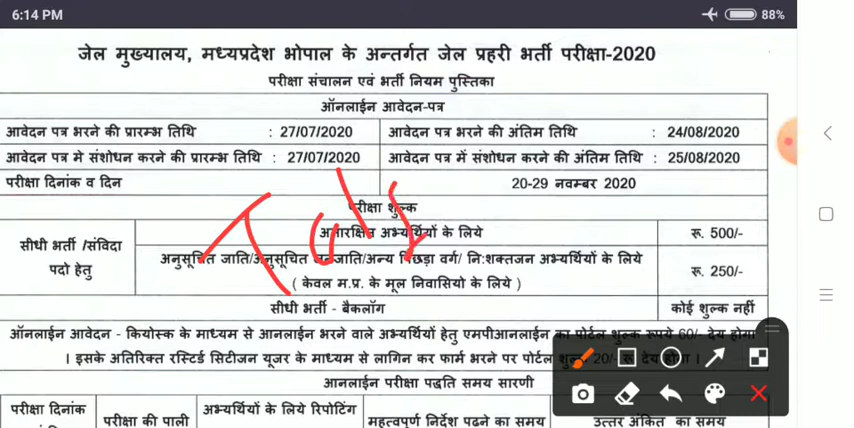 6:14 PM 88%
जेल मुख्यालय, मध्यप्रदेश भोपाल के अन्तर्गत जेल प्रहरी भर्ती परीक्षा-2020
परीक्षा संचालन एवं भर्ती नियम पुस्तिका
ऑनलाईन आवेदन-पत्र
आवेदन पत्र भरने की प्रारम्भ तिथि : 27/07/2020 आवेदन पत्र भरने की अंतिम तिथि : 24/08/2020
आवेदन पत्र मे संशोधन करने की प्रारम्भ तिथि : 27/07/2020 आवेदन पत्र में संशोधन करने की अंतिम तिथि : 25/08/2020
परीक्षा दिनांक व दिन 20-29 नवम्बर 2020
परीक्षा शुल्क
सीधी भर्ती /संविदा पदो हेतु
अनारक्षित अभ्यर्थियों के लिये रू. 500/-
अनुसूचित जाति/अनुसूचित जनजाति/अन्य पिछड़ा वर्ग/ नि:शक्तजन अभ्यर्थियों के लिये रू. 250/-
( केवल म.प्र. के मूल निवासियो के लिये )
सीधी भर्ती - बैकलॉग कोई शुल्क नहीं
ऑनलाईन आवेदन - कियोस्क के माध्यम से आनलाईन भरने वाले अभ्यर्थियों हेतु एमपीआनलाईन का पोर्टल शुल्क रूपये 60/- देय होगा
। इसके अतिरिक्त रस्टिर्ड सिटीजन यूजर के माध्यम से लागिन कर फार्म भरने पर पोर्टल शुल्क 20/- रू देय होगा ।
आनलाईन परीक्षा पद्धति समय सारणी
परीक्षा दिनांक परीक्षा की पाली अभ्यर्थियों के लिये रिपोर्टिंग महत्वपूर्ण निर्देश पढने का समय उत्तर अंकित का समय